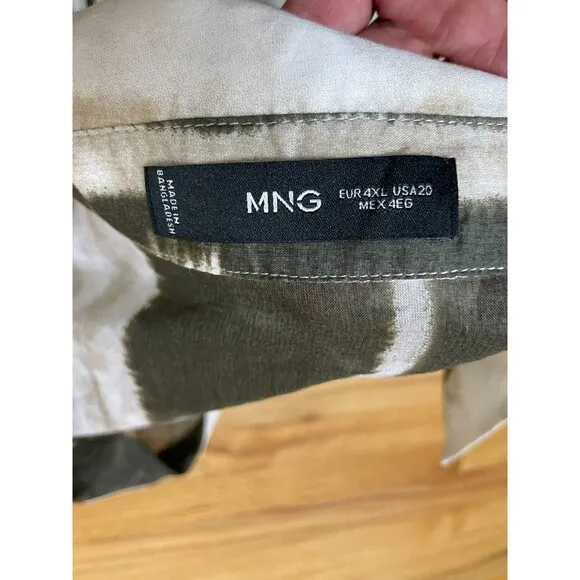 MADE IN
BANGLADESH
MNG
EUR 4XL USA 20
MEX 4EG